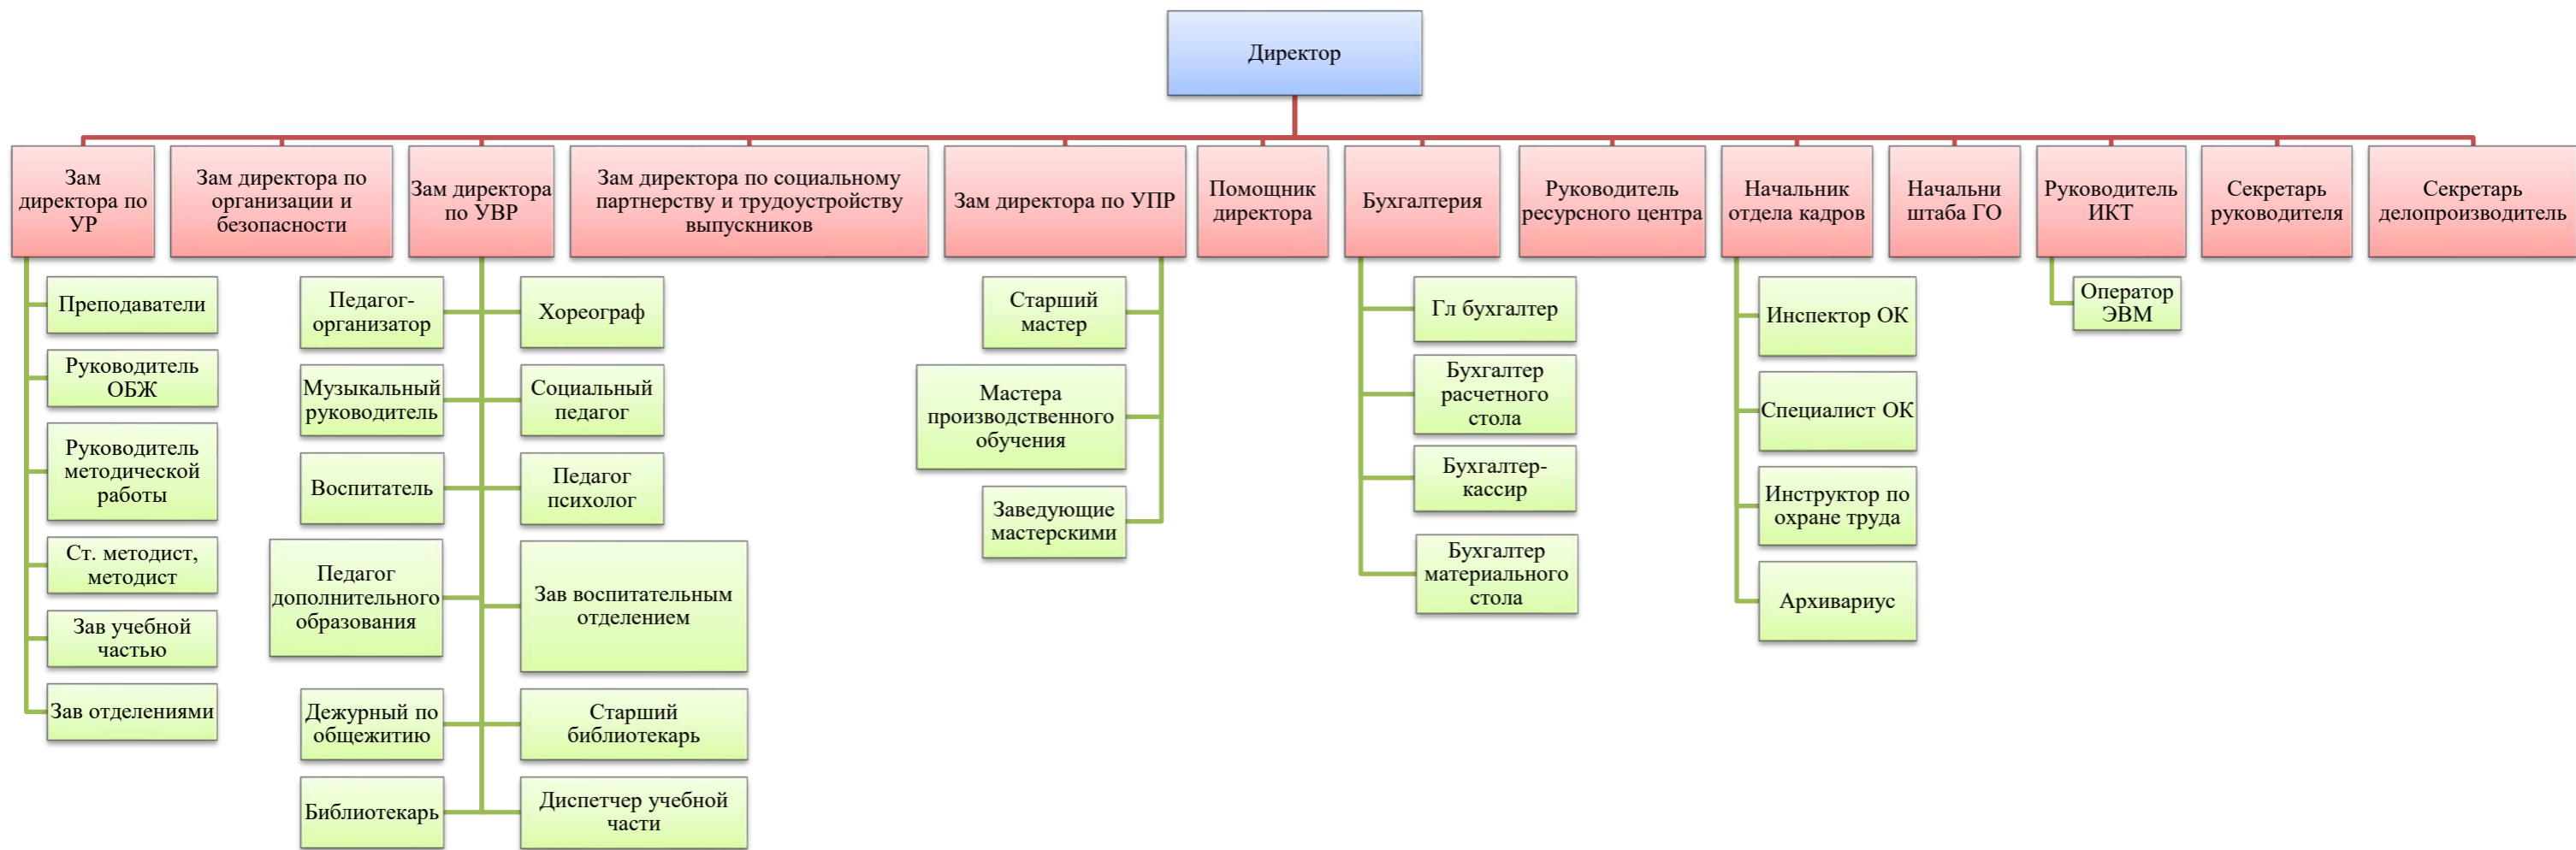 Директор
Зам
директора по
УР
Зам директора по
организации и
безопасности
Зам директора
по УВР
Зам директора по социальному
партнерству и трудоустройству
выпускников
Зам директора по УПР
Помощник
директора
Бухгалтерия
Руководитель
ресурсного центра
Начальник
отдела кадров
Начальни
штаба ГО
Руководитель
ИКТ
Секретарь
руководителя
Секретарь
делопроизводитель
Преподаватели
Руководитель
ОБЖ
Руководитель
методической
работы
Ст. методист,
методист
Зав учебной
частью
Зав отделениями
Педагог-
организатор
Хореограф
Музыкальный
руководитель
Социальный
педагог
Воспитатель
Педагог
психолог
Педагог
дополнительного
образования
Зав воспитательным
отделением
Дежурный по
общежитию
Старший
библиотекарь
Библиотекарь
Диспетчер учебной
части
Старший
мастер
Мастера
производственного
обучения
Заведующие
мастерскими
Гл бухгалтер
Бухгалтер
расчетного
стола
Бухгалтер-
кассир
Бухгалтер
материального
стола
Инспектор ОК
Специалист ОК
Инструктор по
охране труда
Архивариус
Оператор
ЭВМ